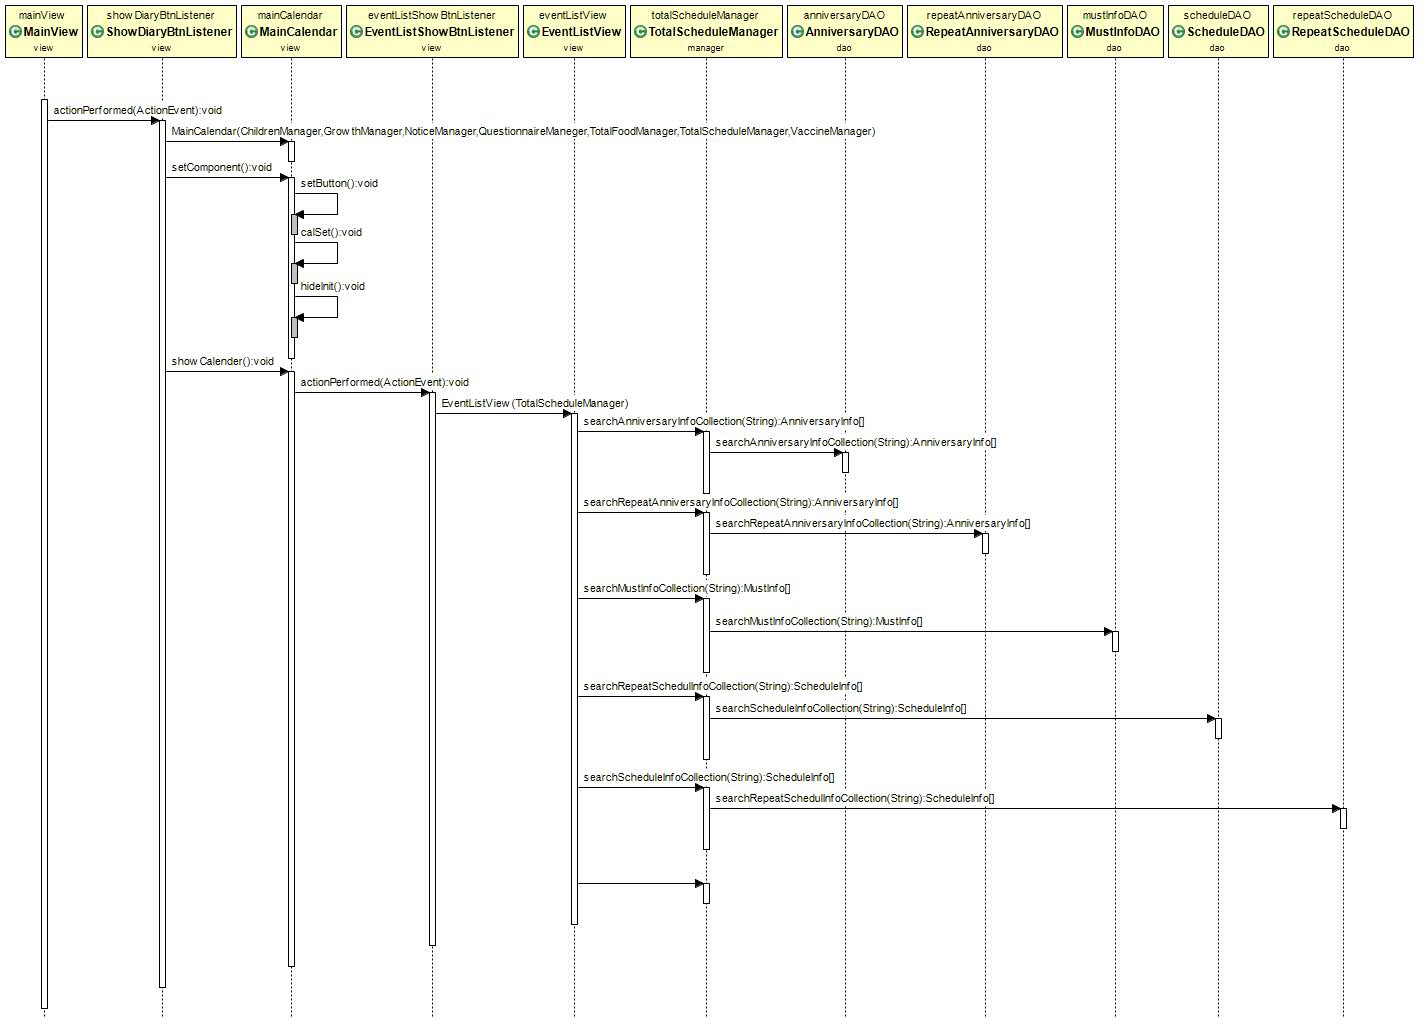 mainView
MainView
view
showDiaryBtnListener
ShowDiaryBtnListener
view
mainCalendar
MainCalendar
view
eventListShowBtnListener
EventListShowBtnListener
view
eventListView
EventListView
view
totalScheduleManager
TotalScheduleManager
manager
anniversaryDAO
AnniversaryDAO
dao
repeatAnniversaryDAO
RepeatAnniversaryDAO
dao
mustInfoDAO
MustInfoDAO
dao
scheduleDAO
ScheduleDAO
dao
repeatScheduleDAO
RepeatScheduleDAO
dao
actionPerformed(ActionEvent):void
MainCalendar(ChildrenManager,GrowthManager,NoticeManager,QuestionnaireManeger,TotalFoodManager,TotalScheduleManager,VaccineManager)
setComponent():void
setButton():void
calSet():void
hideInit():void
showCalender():void
actionPerformed(ActionEvent):void
EventListView(TotalScheduleManager)
searchAnniversaryInfoCollection(String):AnniversaryInfo[]
searchAnniversaryInfoCollection(String):AnniversaryInfo[]
searchRepeatAnniversaryInfoCollection(String):AnniversaryInfo[]
searchRepeatAnniversaryInfoCollection(String):AnniversaryInfo[]
searchMustInfoCollection(String):MustInfo[]
searchMustInfoCollection(String):MustInfo[]
searchRepeatSchedulInfoCollection(String):ScheduleInfo[]
searchScheduleInfoCollection(String):ScheduleInfo[]
searchScheduleInfoCollection(String):ScheduleInfo[]
searchRepeatSchedulInfoCollection(String):ScheduleInfo[]